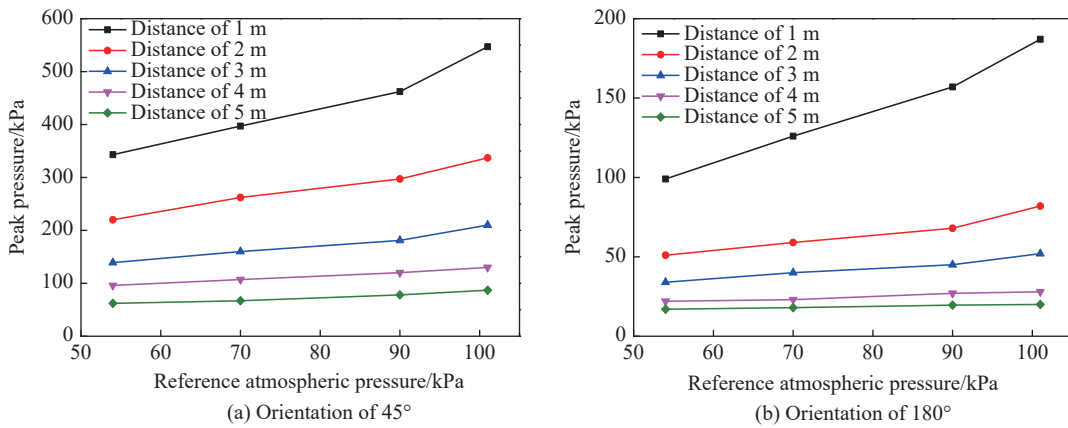 600
500
400
300
200
100
0
Peak pressure/kPa
Distance of 1 m
Distance of 2 m
Distance of 3 m
Distance of 4 m
Distance of 5 m
50 60 70 80 90 100
Reference atmospheric pressure/kPa
(a) Orientation of 45°
200
150
100
50
0
Peak pressure/kPa
Distance of 1 m
Distance of 2 m
Distance of 3 m
Distance of 4 m
Distance of 5 m
50 60 70 80 90 100
Reference atmospheric pressure/kPa
(b) Orientation of 180°